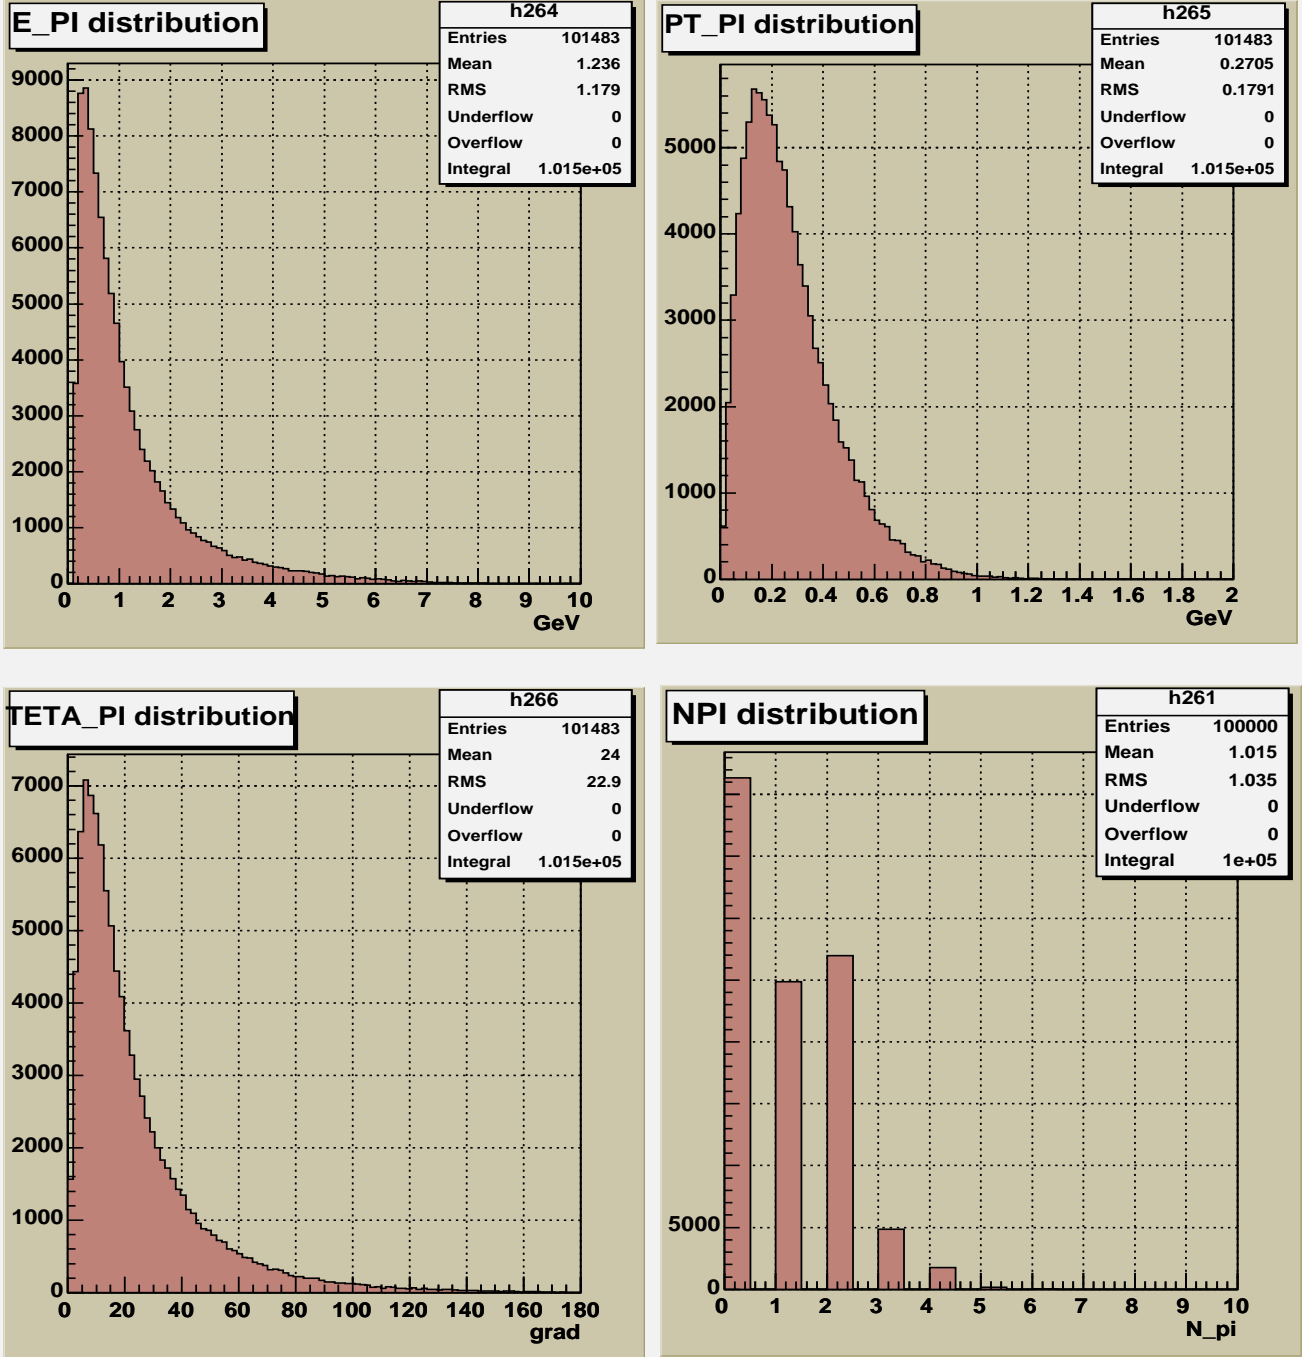 E_PI distribution
h264
Entries 101483
Mean 1.236
RMS 1.179
Underflow 0
Overflow 0
Integral 1.015e+05
9000
8000
7000
6000
5000
4000
3000
2000
1000
0
0 1 2 3 4 5 6 7 8 9 10
GeV
PT_PI distribution
h265
Entries 101483
Mean 0.2705
RMS 0.1791
Underflow 0
Overflow 0
Integral 1.015e+05
5000
4000
3000
2000
1000
0
0 0.2 0.4 0.6 0.8 1 1.2 1.4 1.6 1.8 2
GeV
TETA_PI distribution
h266
Entries 101483
Mean 24
RMS 22.9
Underflow 0
Overflow 0
Integral 1.015e+05
7000
6000
5000
4000
3000
2000
1000
0
0 20 40 60 80 100 120 140 160 180
grad
NPI distribution
h261
Entries 100000
Mean 1.015
RMS 1.035
Underflow 0
Overflow 0
Integral 1e+05
5000
0
0 1 2 3 4 5 6 7 8 9 10
N_pi